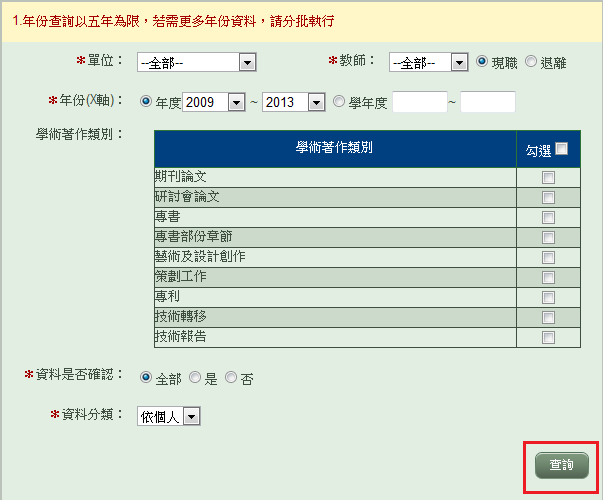 1.年份查詢以五年為限，若需更多年份資料，請分批執行
*單位： --全部-- *教師： --全部-- 現職 退離
*年份(X軸)： 年度 2009 ~ 2013 學年度 ~
學術著作類別：
學術著作類別 勾選
期刊論文
研討會論文
專書
專書部份章節
藝術及設計創作
策劃工作
專利
技術轉移
技術報告
*資料是否確認： 全部 是 否
*資料分類： 依個人
查詢